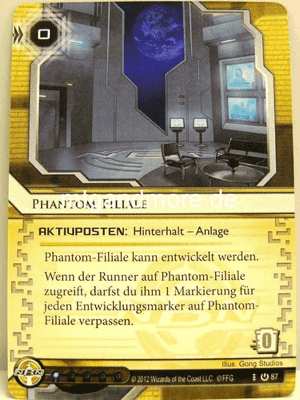 0
PHANTOM FILIALE
AKTIVPOSTEN: Hinterhalt – Anlage
Phantom-Filiale kann entwickelt werden.
Wenn der Runner auf Phantom-Filiale
zugreift, darfst du ihm 1 Markierung für
jeden Entwicklungsmarker auf Phantom-
Filiale verpassen.
0
Illus. Gong Studios
© 2012 Wizards of the Coast LLC. © FFG
87